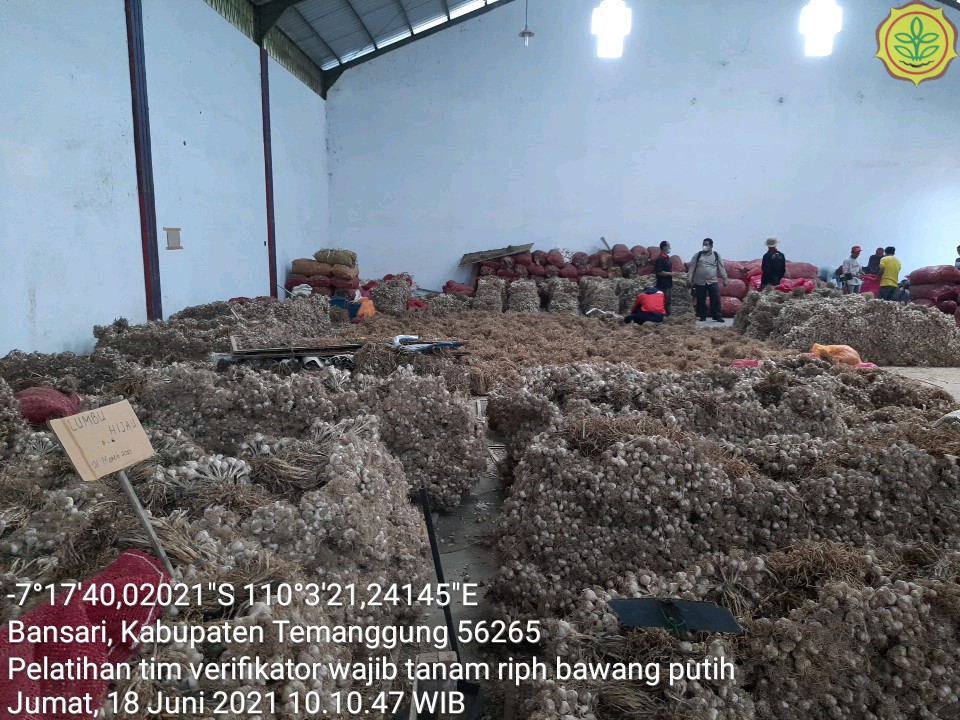 LUMBU
HIJAU
-7°17'40,02021"S 110°3'21,24145"E
Bansari, Kabupaten Temanggung 56265
Pelatihan tim verifikator wajib tanam riph bawang putih
Jumat, 18 Juni 2021 10.10.47 WIB